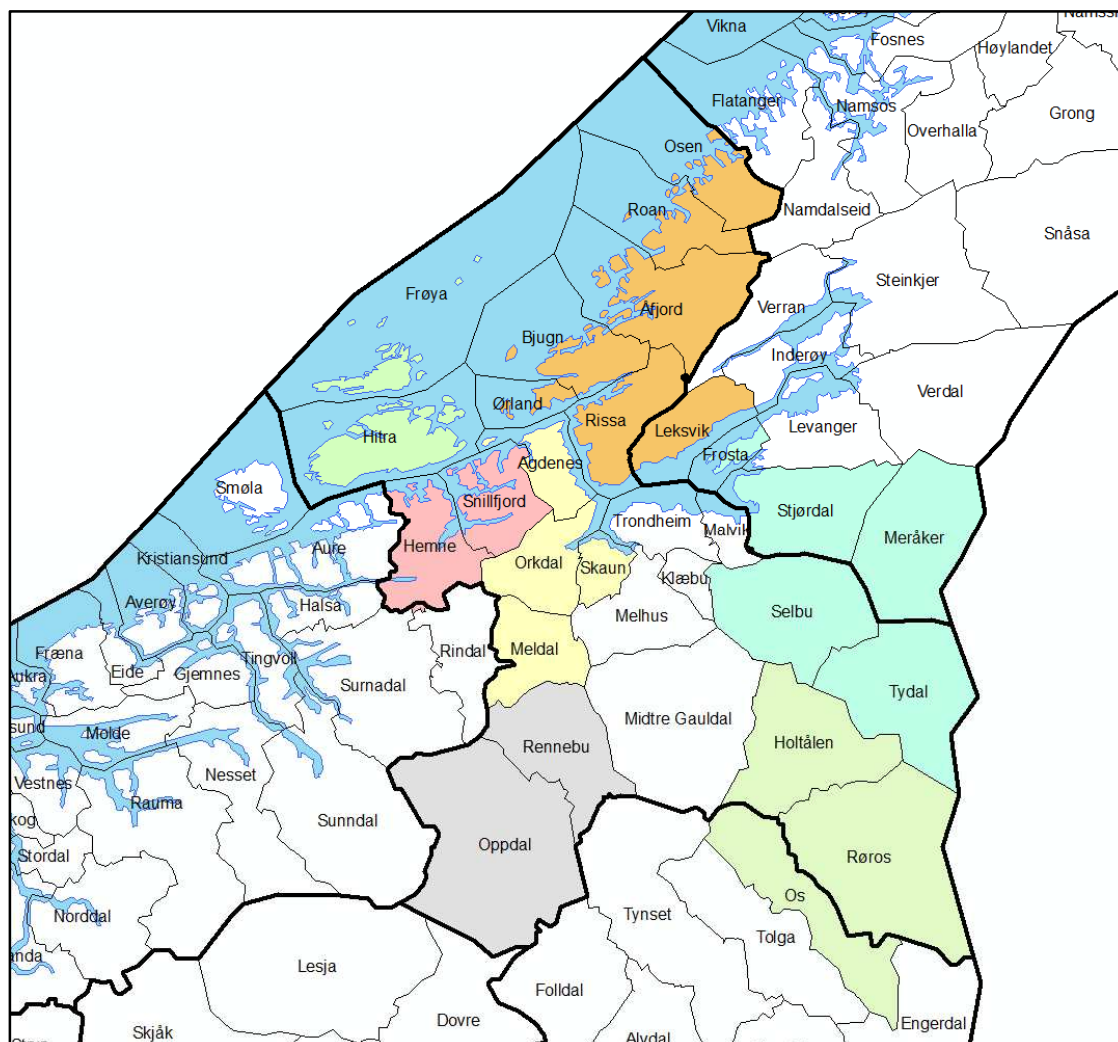 Vikna
Fosnes
Høylandet
Flatanger
Namsos
Grong
Overhalla
Osen
Roan
Namdalseid
Snåsa
Frøya
Steinkjer
Åfjord
Verran
Bjugn
Inderøy
Verdal
Ørland
Rissa
Leksvik
Levanger
Hitra
Frosta
Agdenes
Smøla
Snillfjord
Stjørdal
Trondheim
Malvik
Meråker
Kristiansund
Aure
Hemne
Orkdal
Skaun
Klæbu
Averøy
Halsa
Selbu
Melhus
Fræna
Eide
Gjemnes
Tingvoll
Rindal
Meldal
Aukra
Surnadal
Tydal
sund
Molde
Midtre Gauldal
Holtålen
Rennebu
Vestnes
Nesset
Rauma
kog
Sunndal
Oppdal
Stordal
Røros
Norddal
Os
Tynset
Tolga
anda
Lesja
Folldal
Dovre
Skjåk
Engerdal
Alvdal